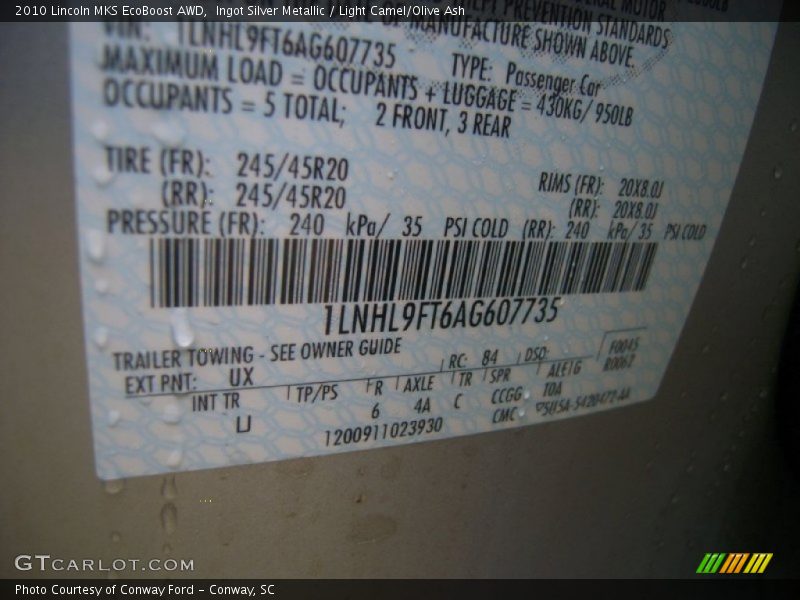 2010 Lincoln MKS EcoBoost AWD, Ingot Silver Metallic / Light Camel/Olive Ash
MOTOR
PREVENTION STANDARDS
MANUFACTURE SHOWN ABOVE.
VIN: 1LNHL9FT6AG607735
TYPE: Passenger Car
MAXIMUM LOAD = OCCUPANTS + LUGGAGE = 430KG/ 950LB
OCCUPANTS = 5 TOTAL; 2 FRONT, 3 REAR
TIRE (FR): 245/45R20 RIMS (FR): 20X8.0J
(RR): 245/45R20 (RR): 20X8.0J
PRESSURE (FR): 240 kPa/ 35 PSI COLD (RR): 240 kPa/ 35 PSI COLD
1LNHL9FT6AG607735
TRAILER TOWING - SEE OWNER GUIDE
EXT PNT: UX RC: 84 DSO: F0045
R0062
INT TR TP/PS R AXLE TR SPR
LJ 6 4A C CCGG
1200911023930 CMC
GTCARLOT.COM
Photo Courtesy of Conway Ford – Conway, SC